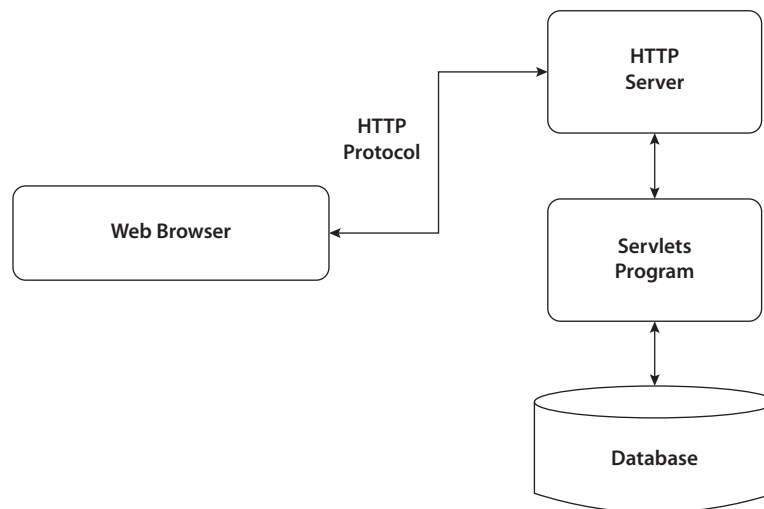 HTTP
Server
HTTP
Protocol
Web Browser
Servlets
Program
Database